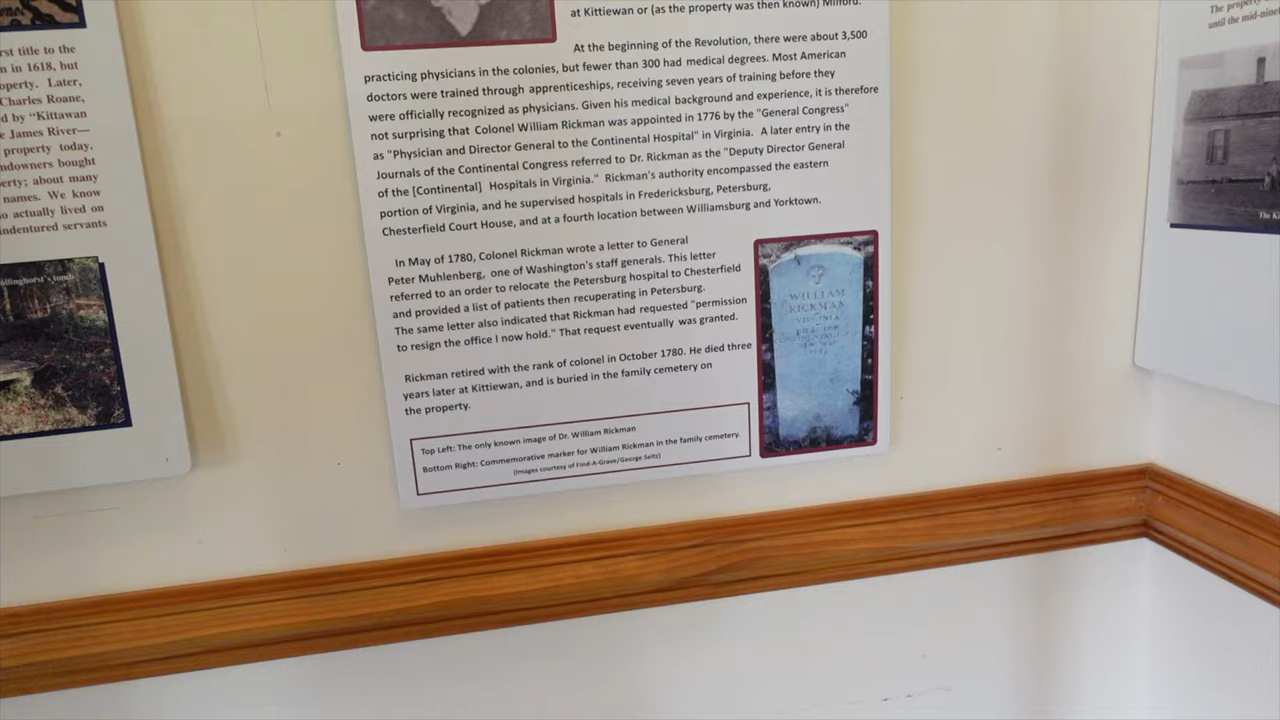 rst title to the
n in 1618, but
operty. Later,
Charles Roane,
d by “Kittawan
e James River—
property today.
ndowners bought
erty; about many
names. We know
o actually lived on
indentured servants
llinghorst's tomb
at Kittiewan or (as the property was then known) Milford.
At the beginning of the Revolution, there were about 3,500
practicing physicians in the colonies, but fewer than 300 had medical degrees. Most American
doctors were trained through apprenticeships, receiving seven years of training before they
were officially recognized as physicians. Given his medical background and experience, it is therefore
not surprising that Colonel William Rickman was appointed in 1776 by the "General Congress"
as "Physician and Director General to the Continental Hospital" in Virginia. A later entry in the
Journals of the Continental Congress referred to Dr. Rickman as the "Deputy Director General
of the [Continental] Hospitals in Virginia." Rickman's authority encompassed the eastern
portion of Virginia, and he supervised hospitals in Fredericksburg, Petersburg,
Chesterfield Court House, and at a fourth location between Williamsburg and Yorktown.
In May of 1780, Colonel Rickman wrote a letter to General
Peter Muhlenberg, one of Washington's staff generals. This letter
referred to an order to relocate the Petersburg hospital to Chesterfield
and provided a list of patients then recuperating in Petersburg.
The same letter also indicated that Rickman had requested "permission
to resign the office I now hold." That request eventually was granted.
Rickman retired with the rank of colonel in October 1780. He died three
years later at Kittiewan, and is buried in the family cemetery on
the property.
WILLIAM
RICKMAN
VIRGINIA
Top Left: The only known image of Dr. William Rickman
Bottom Right: Commemorative marker for William Rickman in the family cemetery.
(Images courtesy of Find-A-Grave/George Seitz)
The property
until the mid-nine
The Ki